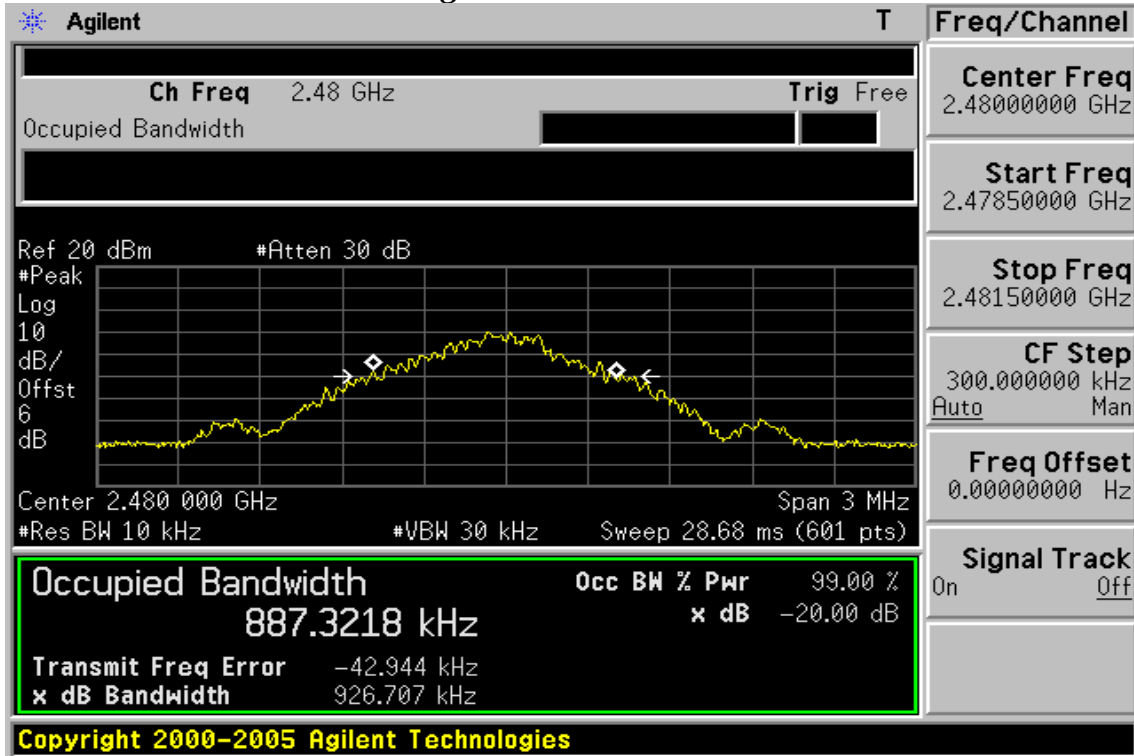 Agilent T
Ch Freq 2.48 GHz Trig Free
Occupied Bandwidth
Ref 20 dBm #Atten 30 dB
#Peak
Log
10
dB/
Offst
6
dB
Center 2.480 000 GHz Span 3 MHz
#Res BW 10 kHz #VBW 30 kHz Sweep 28.68 ms (601 pts)
Occupied Bandwidth
887.3218 kHz
Occ BW % Pwr 99.00 %
x dB -20.00 dB
Transmit Freq Error -42.944 kHz
x dB Bandwidth 926.707 kHz
Copyright 2000-2005 Agilent Technologies
Freq/Channel
Center Freq
2.48000000 GHz
Start Freq
2.47850000 GHz
Stop Freq
2.48150000 GHz
CF Step
300.000000 kHz
Auto Man
Freq Offset
0.00000000 Hz
Signal Track
On Off